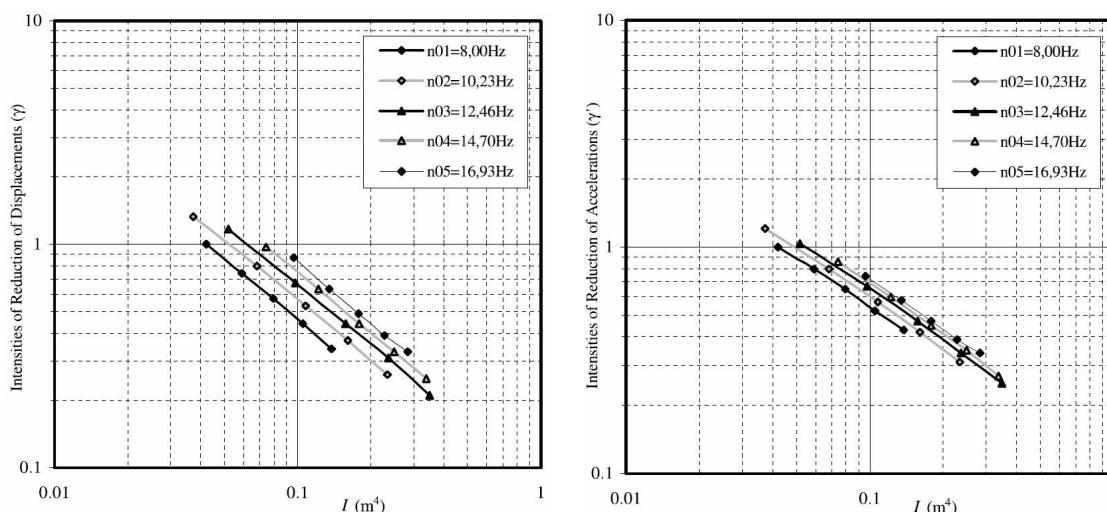 Intensities of Reduction of Displacements (γ)
10
1
0.1
0.01
0.1
1
I (m⁴)
n01=8,00Hz
n02=10,23Hz
n03=12,46Hz
n04=14,70Hz
n05=16,93Hz
Intensities of Reduction of Accelerations (γ')
10
1
0.1
0.01
0.1
I (m⁴)
n01=8,00Hz
n02=10,23Hz
n03=12,46Hz
n04=14,70Hz
n05=16,93Hz